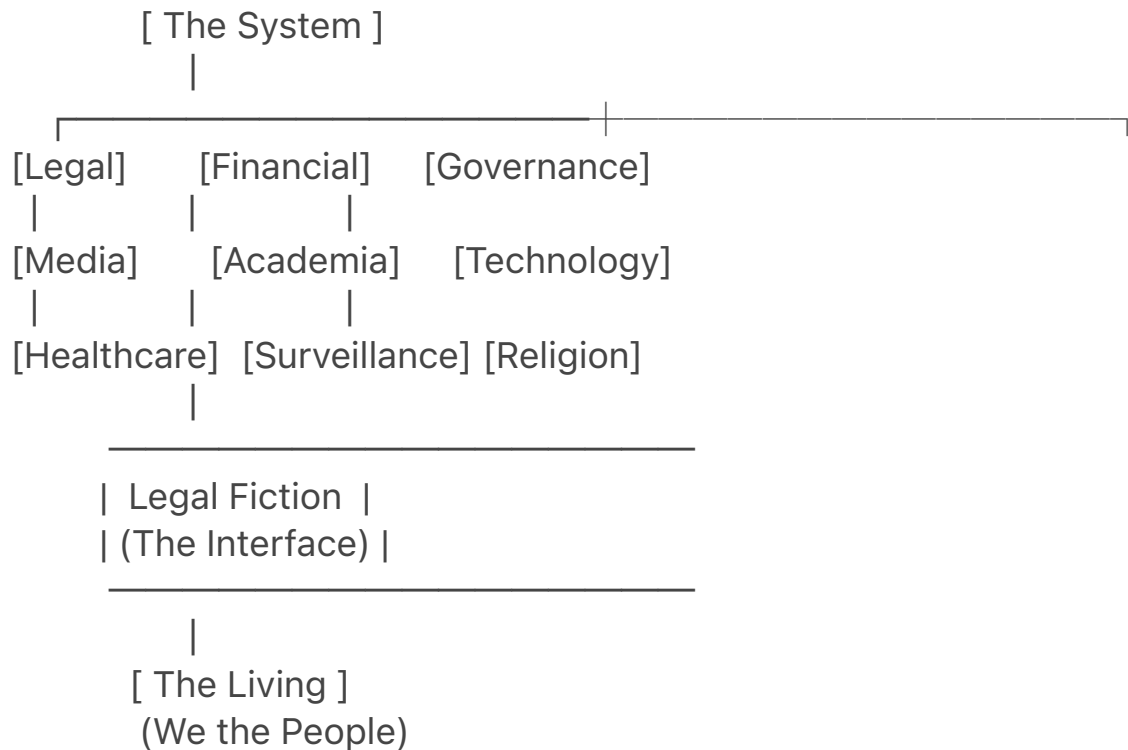 [ The System ]
[Legal] [Financial] [Governance]
[Media] [Academia] [Technology]
[Healthcare] [Surveillance] [Religion]
| Legal Fiction |
| (The Interface) |
[ The Living ]
(We the People)